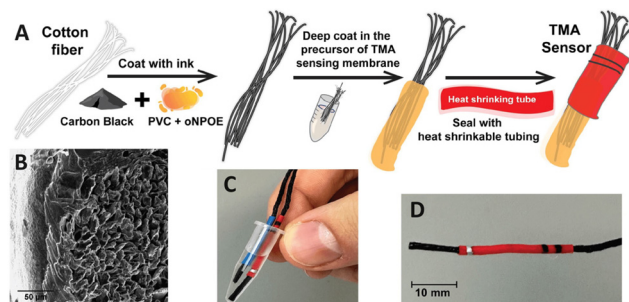 A
Cotton
fiber
Coat with ink
Carbon Black
PVC + oNPOE
Deep coat in the
precursor of TMA
sensing membrane
Heat shrinking tube
Seal with
heat shrinkable tubing
TMA
Sensor
B
50 µm
C
D
10 mm